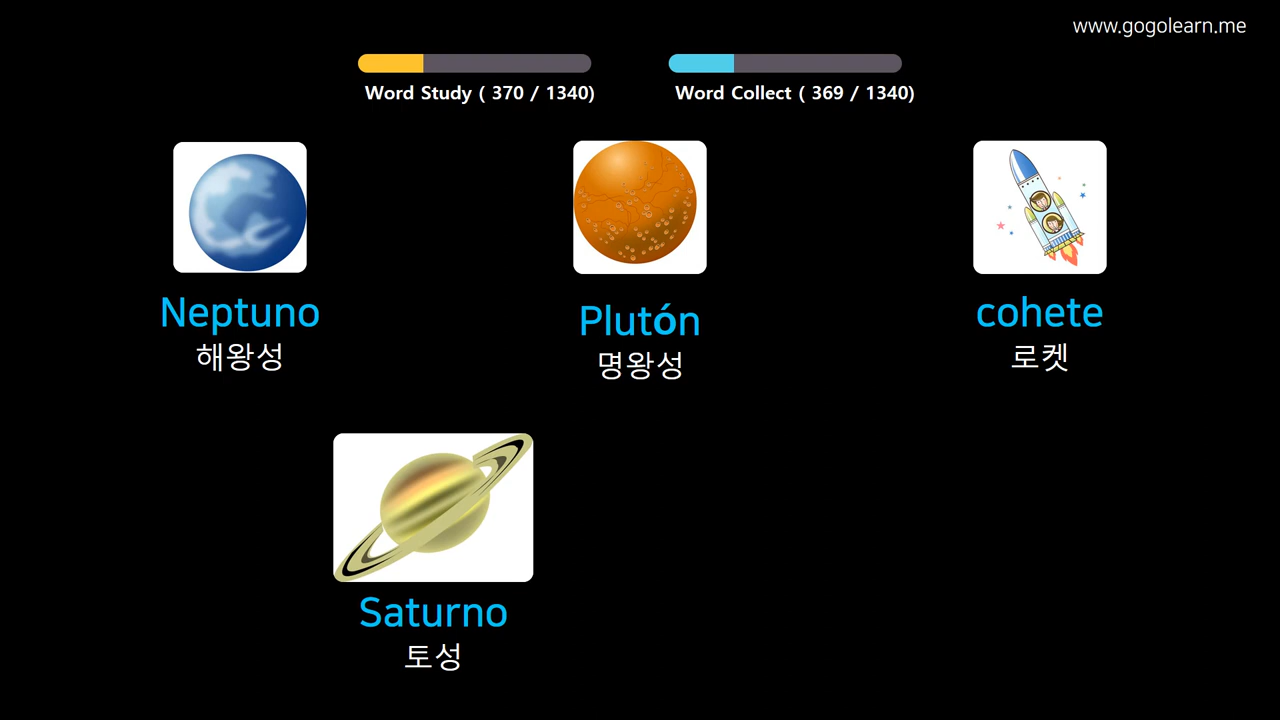 www.gogolearn.me
Word Study ( 370 / 1340)
Word Collect ( 369 / 1340)
Neptuno
해왕성
Plutón
명왕성
cohete
로켓
Saturno
토성